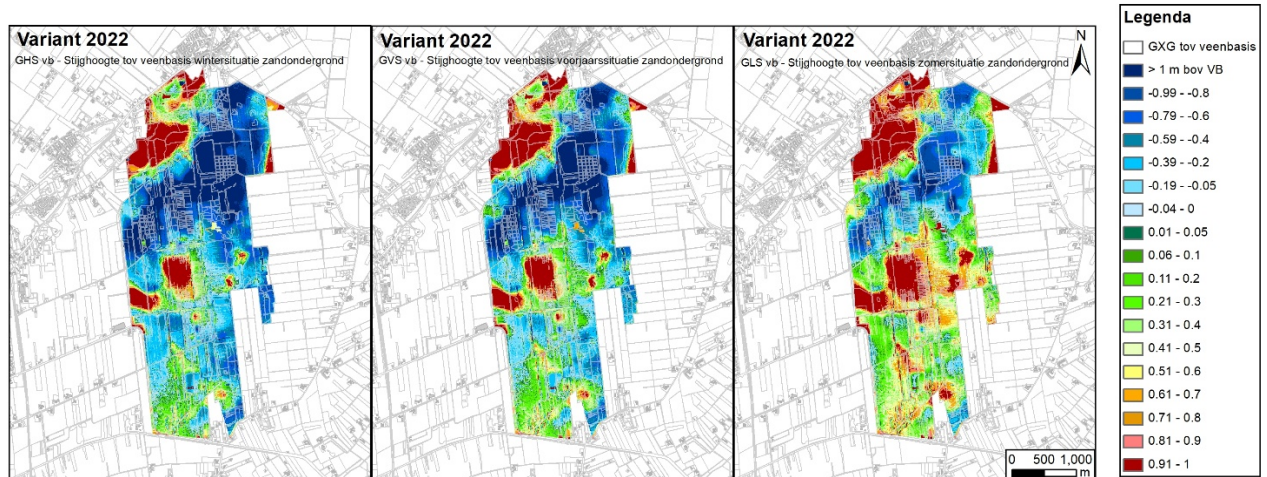 Variant 2022
GHS vb - Stijghoogte tov veenbasis wintersituatie zandondergrond
Variant 2022
GVS vb - Stijghoogte tov veenbasis voorjaarssituatie zandondergrond
Variant 2022
GLS vb - Stijghoogte tov veenbasis zomersituatie zandondergrond
N
0 500 1,000
m
Legenda
GXG tov veenbasis
> 1 m bov VB
-0.99 - -0.8
-0.79 - -0.6
-0.59 - -0.4
-0.39 - -0.2
-0.19 - -0.05
-0.04 - 0
0.01 - 0.05
0.06 - 0.1
0.11 - 0.2
0.21 - 0.3
0.31 - 0.4
0.41 - 0.5
0.51 - 0.6
0.61 - 0.7
0.71 - 0.8
0.81 - 0.9
0.91 - 1